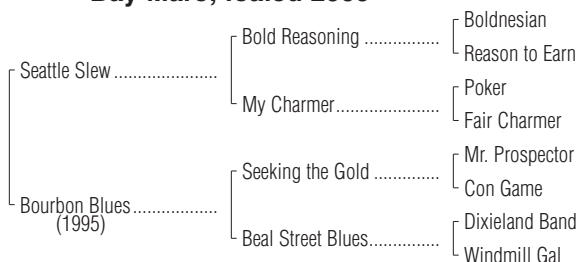 Bay Mare; foaled
Boldnesian
Bold Reasoning ................
Reason to Earn
Seattle Slew ......................
Poker
My Charmer......................
Fair Charmer
Mr. Prospector
Seeking the Gold ..............
Con Game
Bourbon Blues..................
(1995)
Dixieland Band
Beal Street Blues...............
Windmill Gal